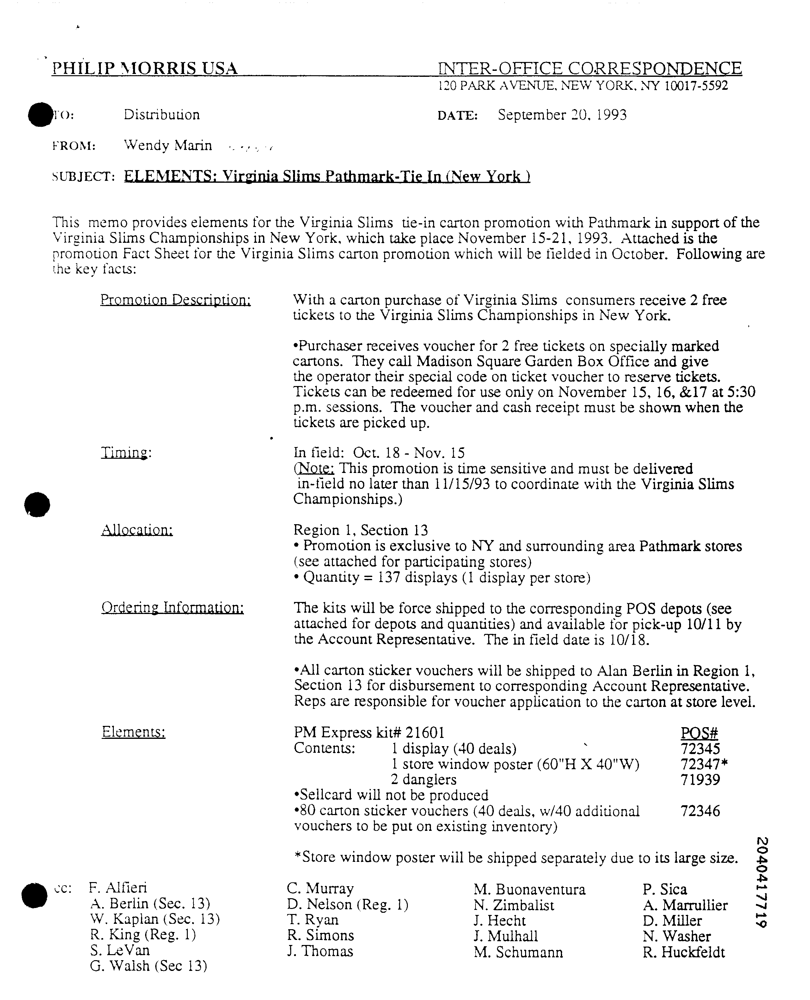 PHILIP MORRIS USA INTER-OFFICE CORRESPONDENCE
120 PARK AVENUE, NEW YORK, NY 10017-5592
TO: Distribution DATE: September 20, 1993
FROM: Wendy Marin
SUBJECT: ELEMENTS: Virginia Slims Pathmark-Tie In (New York )
This memo provides elements for the Virginia Slims tie-in carton promotion with Pathmark in support of the
Virginia Slims Championships in New York, which take place November 15-21, 1993. Attached is the
promotion Fact Sheet for the Virginia Slims carton promotion which will be fielded in October. Following are
the key facts:
Promotion Description: With a carton purchase of Virginia Slims consumers receive 2 free
tickets to the Virginia Slims Championships in New York.
•Purchaser receives voucher for 2 free tickets on specially marked
cartons. They call Madison Square Garden Box Office and give
the operator their special code on ticket voucher to reserve tickets.
Tickets can be redeemed for use only on November 15, 16, &17 at 5:30
p.m. sessions. The voucher and cash receipt must be shown when the
tickets are picked up.
Timing: In field: Oct. 18 - Nov. 15
(Note: This promotion is time sensitive and must be delivered
in-field no later than 11/15/93 to coordinate with the Virginia Slims
Championships.)
Allocation: Region 1, Section 13
• Promotion is exclusive to NY and surrounding area Pathmark stores
(see attached for participating stores)
• Quantity = 137 displays (1 display per store)
Ordering Information: The kits will be force shipped to the corresponding POS depots (see
attached for depots and quantities) and available for pick-up 10/11 by
the Account Representative. The in field date is 10/18.
•All carton sticker vouchers will be shipped to Alan Berlin in Region 1,
Section 13 for disbursement to corresponding Account Representative.
Reps are responsible for voucher application to the carton at store level.
Elements: PM Express kit# 21601 POS#
Contents: 1 display (40 deals) 72345
1 store window poster (60"H X 40"W) 72347*
2 danglers 71939
•Sellcard will not be produced
•80 carton sticker vouchers (40 deals, w/40 additional 72346
vouchers to be put on existing inventory)
*Store window poster will be shipped separately due to its large size.
cc: F. Alfieri C. Murray M. Buonaventura P. Sica
A. Berlin (Sec. 13) D. Nelson (Reg. 1) N. Zimbalist A. Marrullier
W. Kaplan (Sec. 13) T. Ryan J. Hecht D. Miller
R. King (Reg. 1) R. Simons J. Mulhall N. Washer
S. LeVan J. Thomas M. Schumann R. Huckfeldt
G. Walsh (Sec 13)
2040417719